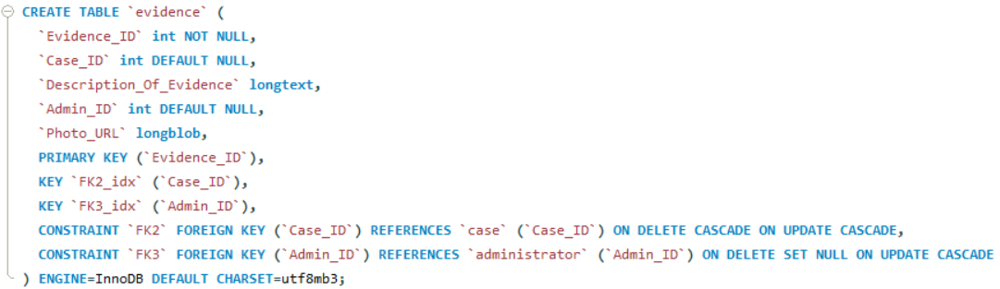 CREATE TABLE `evidence` (
`Evidence_ID` int NOT NULL,
`Case_ID` int DEFAULT NULL,
`Description_Of_Evidence` longtext,
`Admin_ID` int DEFAULT NULL,
`Photo_URL` longblob,
PRIMARY KEY (`Evidence_ID`),
KEY `FK2_idx` (`Case_ID`),
KEY `FK3_idx` (`Admin_ID`),
CONSTRAINT `FK2` FOREIGN KEY (`Case_ID`) REFERENCES `case` (`Case_ID`) ON DELETE CASCADE ON UPDATE CASCADE,
CONSTRAINT `FK3` FOREIGN KEY (`Admin_ID`) REFERENCES `administrator` (`Admin_ID`) ON DELETE SET NULL ON UPDATE CASCADE
) ENGINE=InnoDB DEFAULT CHARSET=utf8mb3;